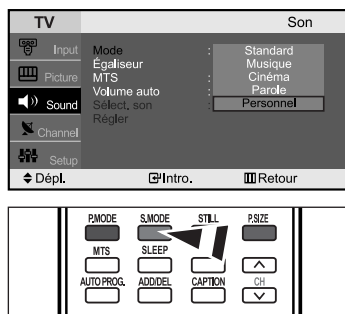 TV Son
Input
Picture
Sound
Channel
Setup
Mode : Standard
Égaliseur Musique
MTS : Cinéma
Volume auto : Parole
Sélect. son : Personnel
Régler
Dépl. Intro. Retour
P.MODE S.MODE STILL P.SIZE
MTS SLEEP
AUTO PROG. ADD/DEL CAPTION CH